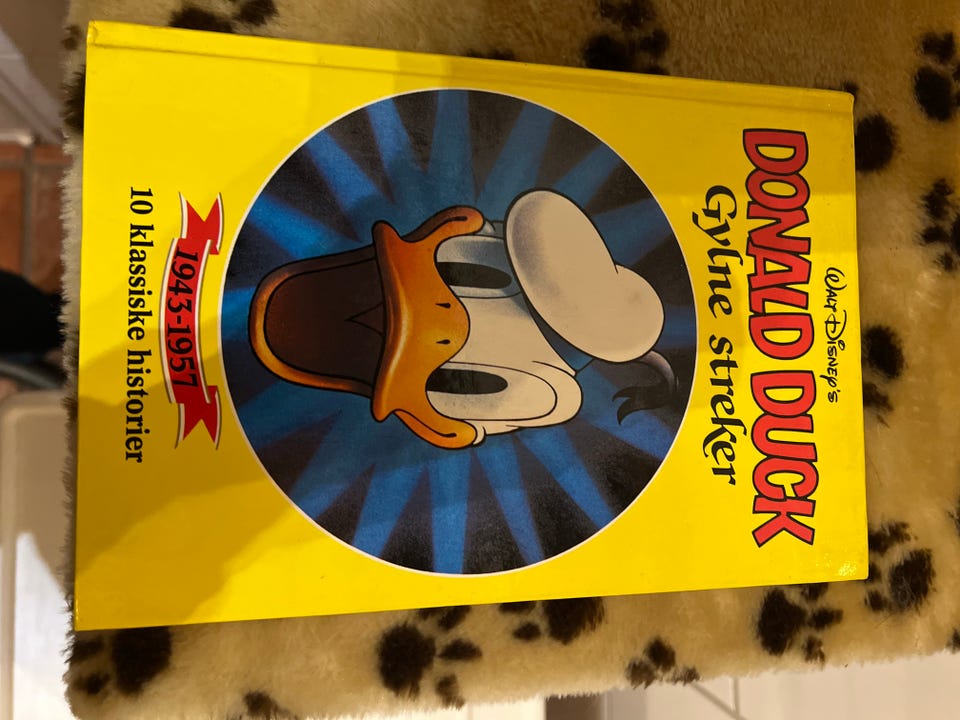 WALT DISNEY'S
DONALD DUCK
Gylne streker
1943-1957
10 klassiske historier